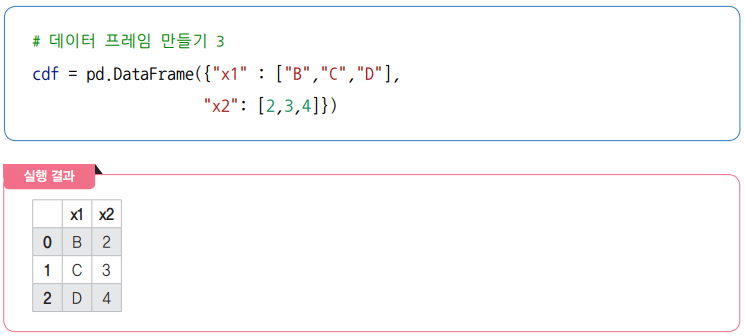 # 데이터 프레임 만들기 3
cdf = pd.DataFrame({"x1" : ["B","C","D"],
"x2": [2,3,4]})
실행 결과
x1 x2
0 B 2
1 C 3
2 D 4